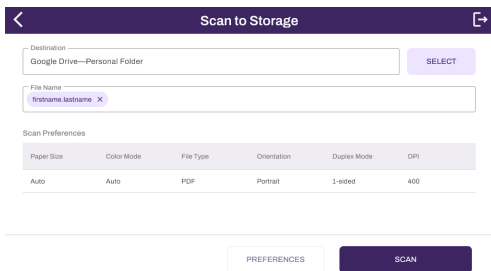 Scan to Storage
Destination
Google Drive—Personal Folder
SELECT
File Name
firstname.lastname ×
Scan Preferences
Paper Size Color Mode File Type Orientation Duplex Mode DPI
Auto Auto PDF Portrait 1-sided 400
PREFERENCES SCAN